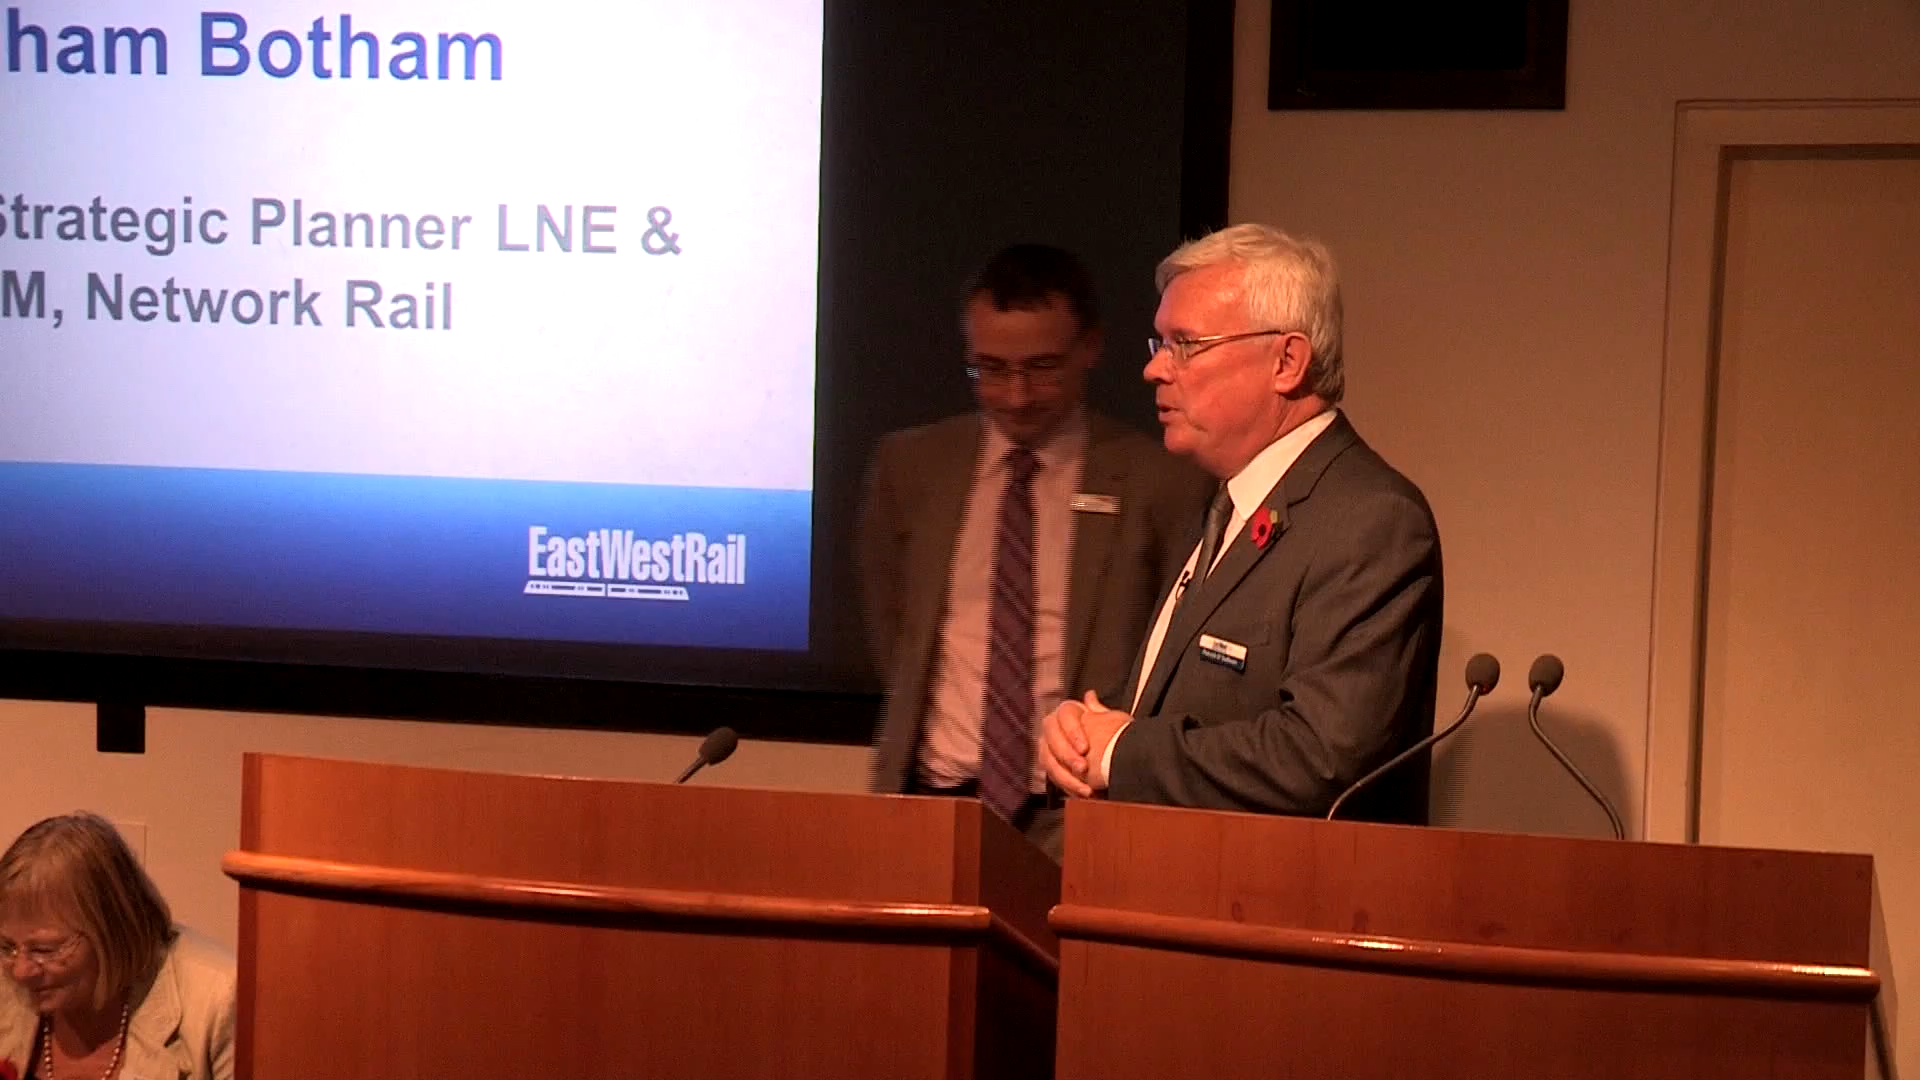 ham Botham
Strategic Planner LNE &
M, Network Rail
EastWestRail